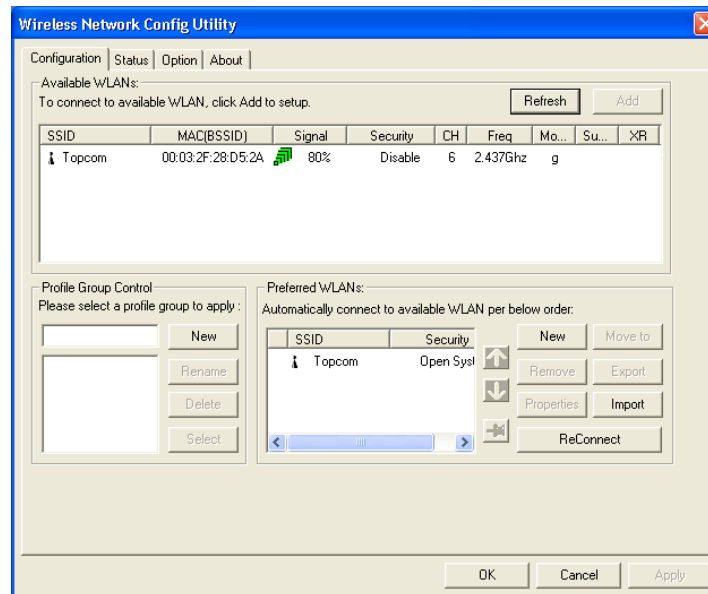 Wireless Network Config Utility
Configuration Status Option About
Available WLANs:
To connect to available WLAN, click Add to setup.
Refresh Add
SSID MAC(BSSID) Signal Security CH Freq Mo... Su... XR
Topcom 00:03:2F:28:D5:2A 80% Disable 6 2.437Ghz g
Profile Group Control
Please select a profile group to apply :
New
Rename
Delete
Select
Preferred WLANs:
Automatically connect to available WLAN per below order:
SSID Security
Topcom Open Syst
New Move to
Remove Export
Properties Import
ReConnect
OK Cancel Apply